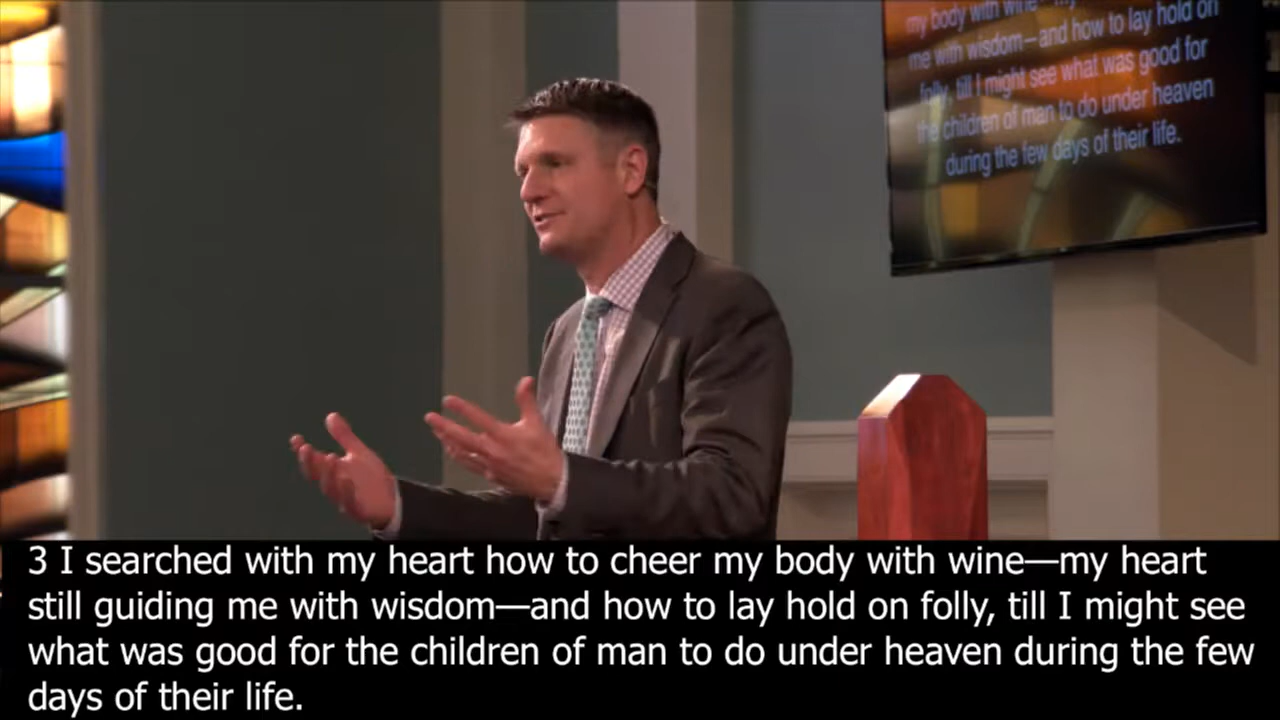 my body with wine—my
me with wisdom—and how to lay hold on
folly, till I might see what was good for
the children of man to do under heaven
during the few days of their life.
3 I searched with my heart how to cheer my body with wine—my heart
still guiding me with wisdom—and how to lay hold on folly, till I might see
what was good for the children of man to do under heaven during the few
days of their life.